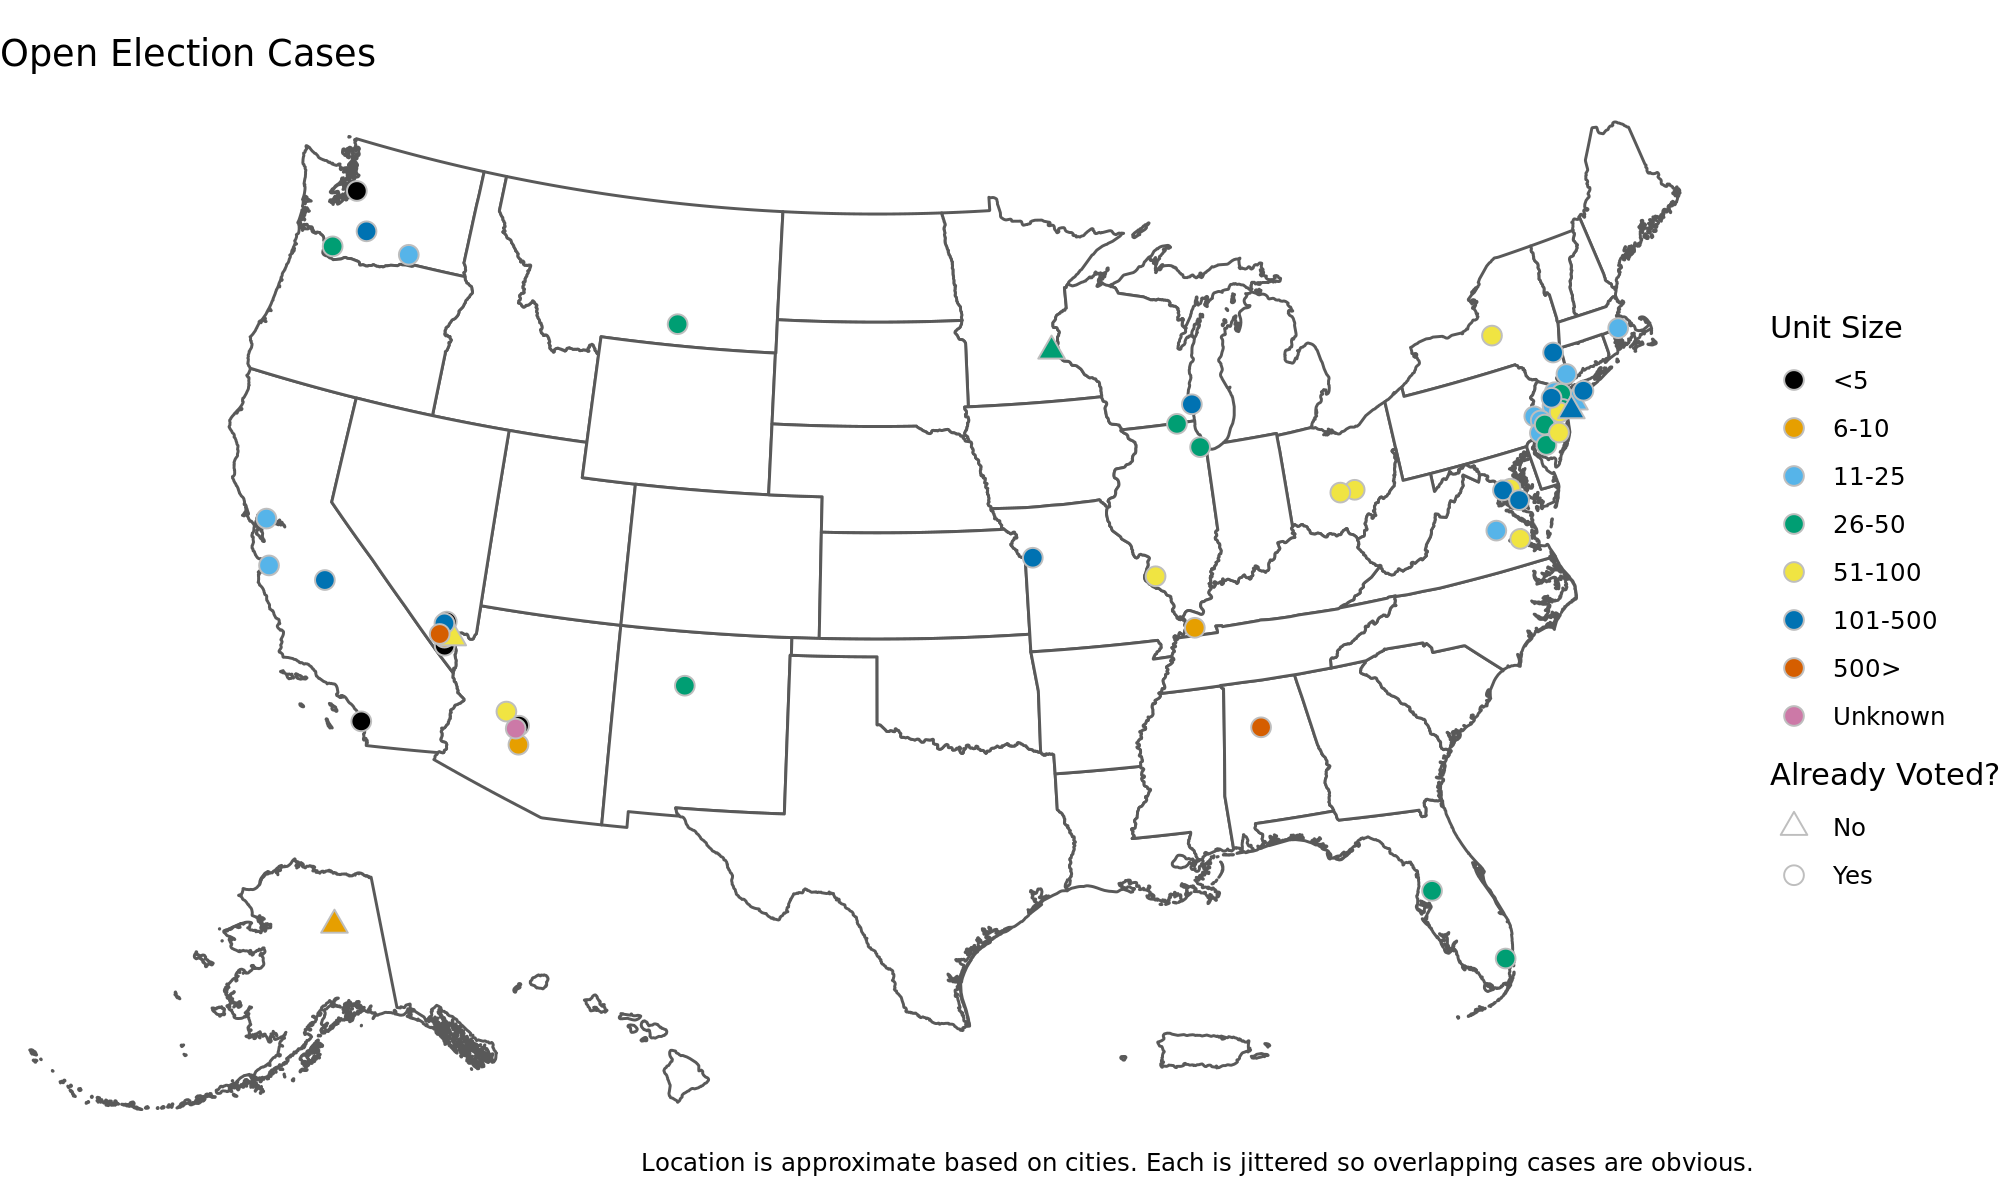 Open Election Cases
Unit Size
<5
6-10
11-25
26-50
51-100
101-500
500>
Unknown
Already Voted?
No
Yes
Location is approximate based on cities. Each is jittered so overlapping cases are obvious.